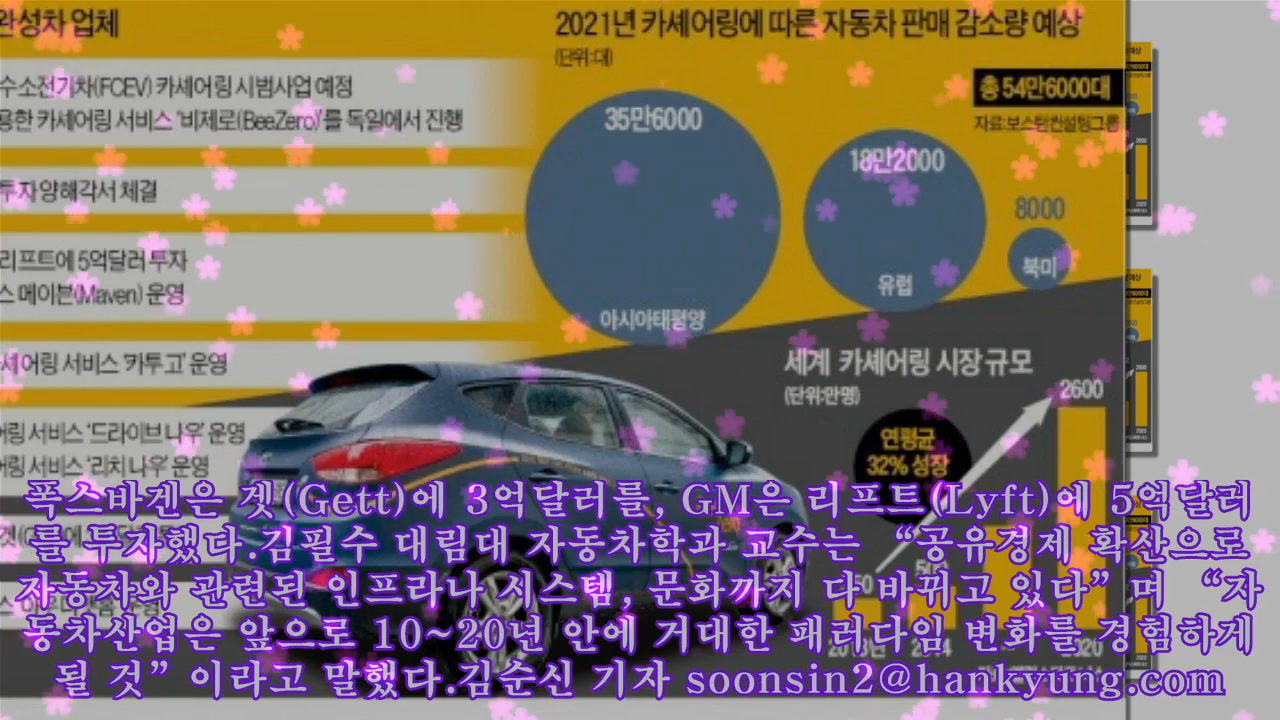 완성차 업체
수소전기차(FCEV) 카셰어링 시범사업 예정
용한 카셰어링 서비스 '비제로(BeeZero)'를 독일에서 진행
투자 양해각서 체결
리프트에 5억달러 투자
스 메이븐(Maven) 운영
셰어링 서비스 '카투고' 운영
어링 서비스 '드라이브 나우' 운영
어링 서비스 '리치 나우' 운영
2021년 카셰어링에 따른 자동차 판매 감소량 예상
(단위:대)
총 54만6000대
자료:보스턴컨설팅그룹
35만6000
아시아태평양
18만2000
유럽
8000
북미
세계 카셰어링 시장 규모
(단위:만명)
2600
연평균
32% 성장
폭스바겐은 겟(Gett)에 3억달러를, GM은 리프트(Lyft)에 5억달러
를 투자했다.김필수 대림대 자동차학과 교수는 “공유경제 확산으로
자동차와 관련된 인프라나 시스템, 문화까지 다 바뀌고 있다”며 “자
동차산업은 앞으로 10~20년 안에 거대한 패러다임 변화를 경험하게
될 것”이라고 말했다.김순신 기자 soonsin2@hankyung.com